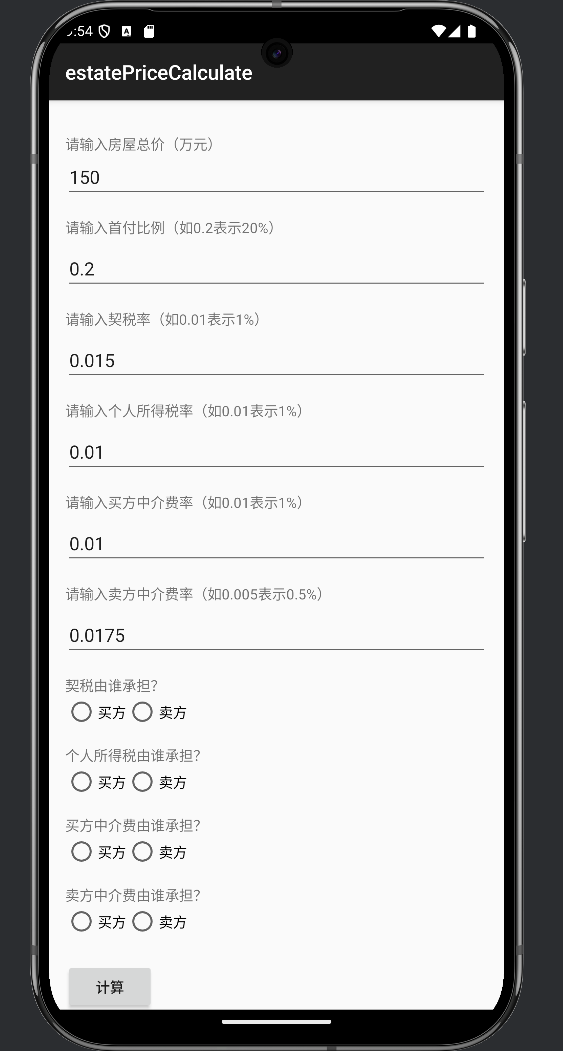 5:54
estatePriceCalculate
请输入房屋总价（万元）
150
请输入首付比例（如0.2表示20%）
0.2
请输入契税率（如0.01表示1%）
0.015
请输入个人所得税率（如0.01表示1%）
0.01
请输入买方中介费率（如0.01表示1%）
0.01
请输入卖方中介费率（如0.005表示0.5%）
0.0175
契税由谁承担？
买方 卖方
个人所得税由谁承担？
买方 卖方
买方中介费由谁承担？
买方 卖方
卖方中介费由谁承担？
买方 卖方
计算